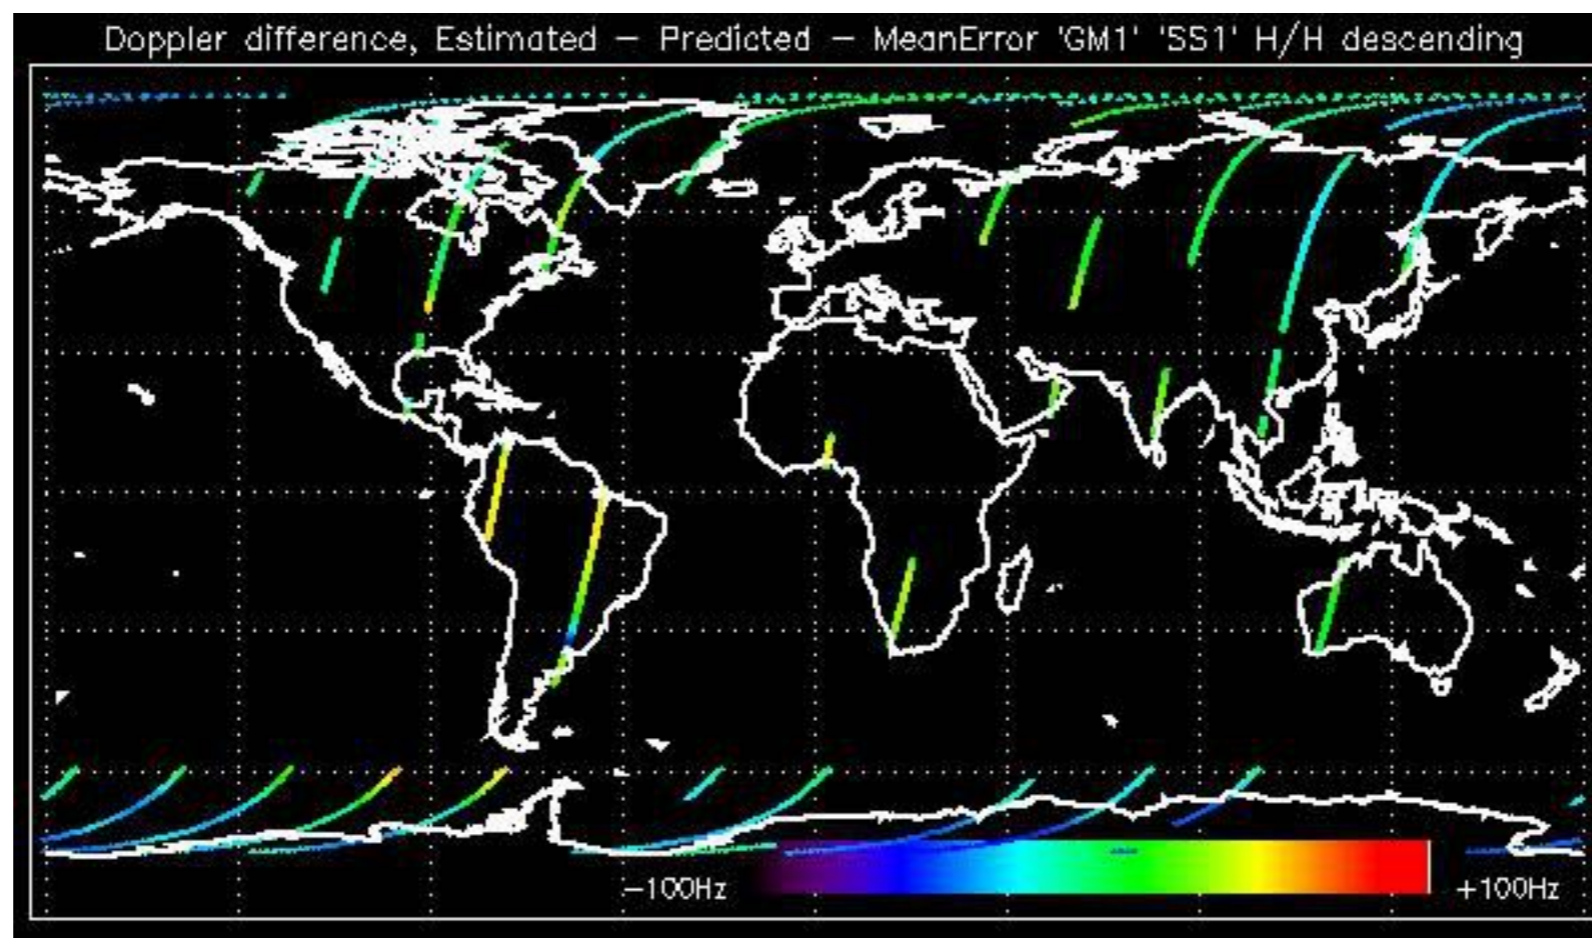 Doppler difference, Estimated − Predicted − MeanError 'GM1' 'SS1' H/H descending
−100Hz +100Hz